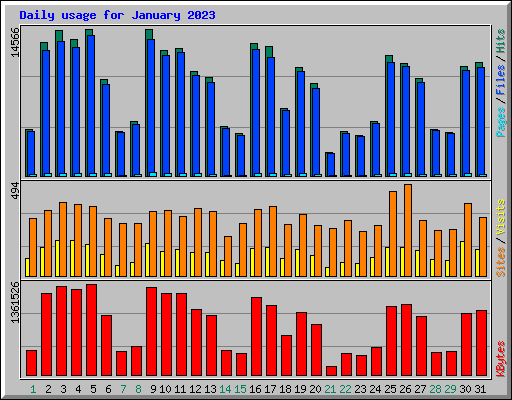 Daily usage for January 2023
14566
Pages / Files / Hits
494
Sites / Visits
1361526
KBytes
1 2 3 4 5 6 7 8 9 10 11 12 13 14 15 16 17 18 19 20 21 22 23 24 25 26 27 28 29 30 31